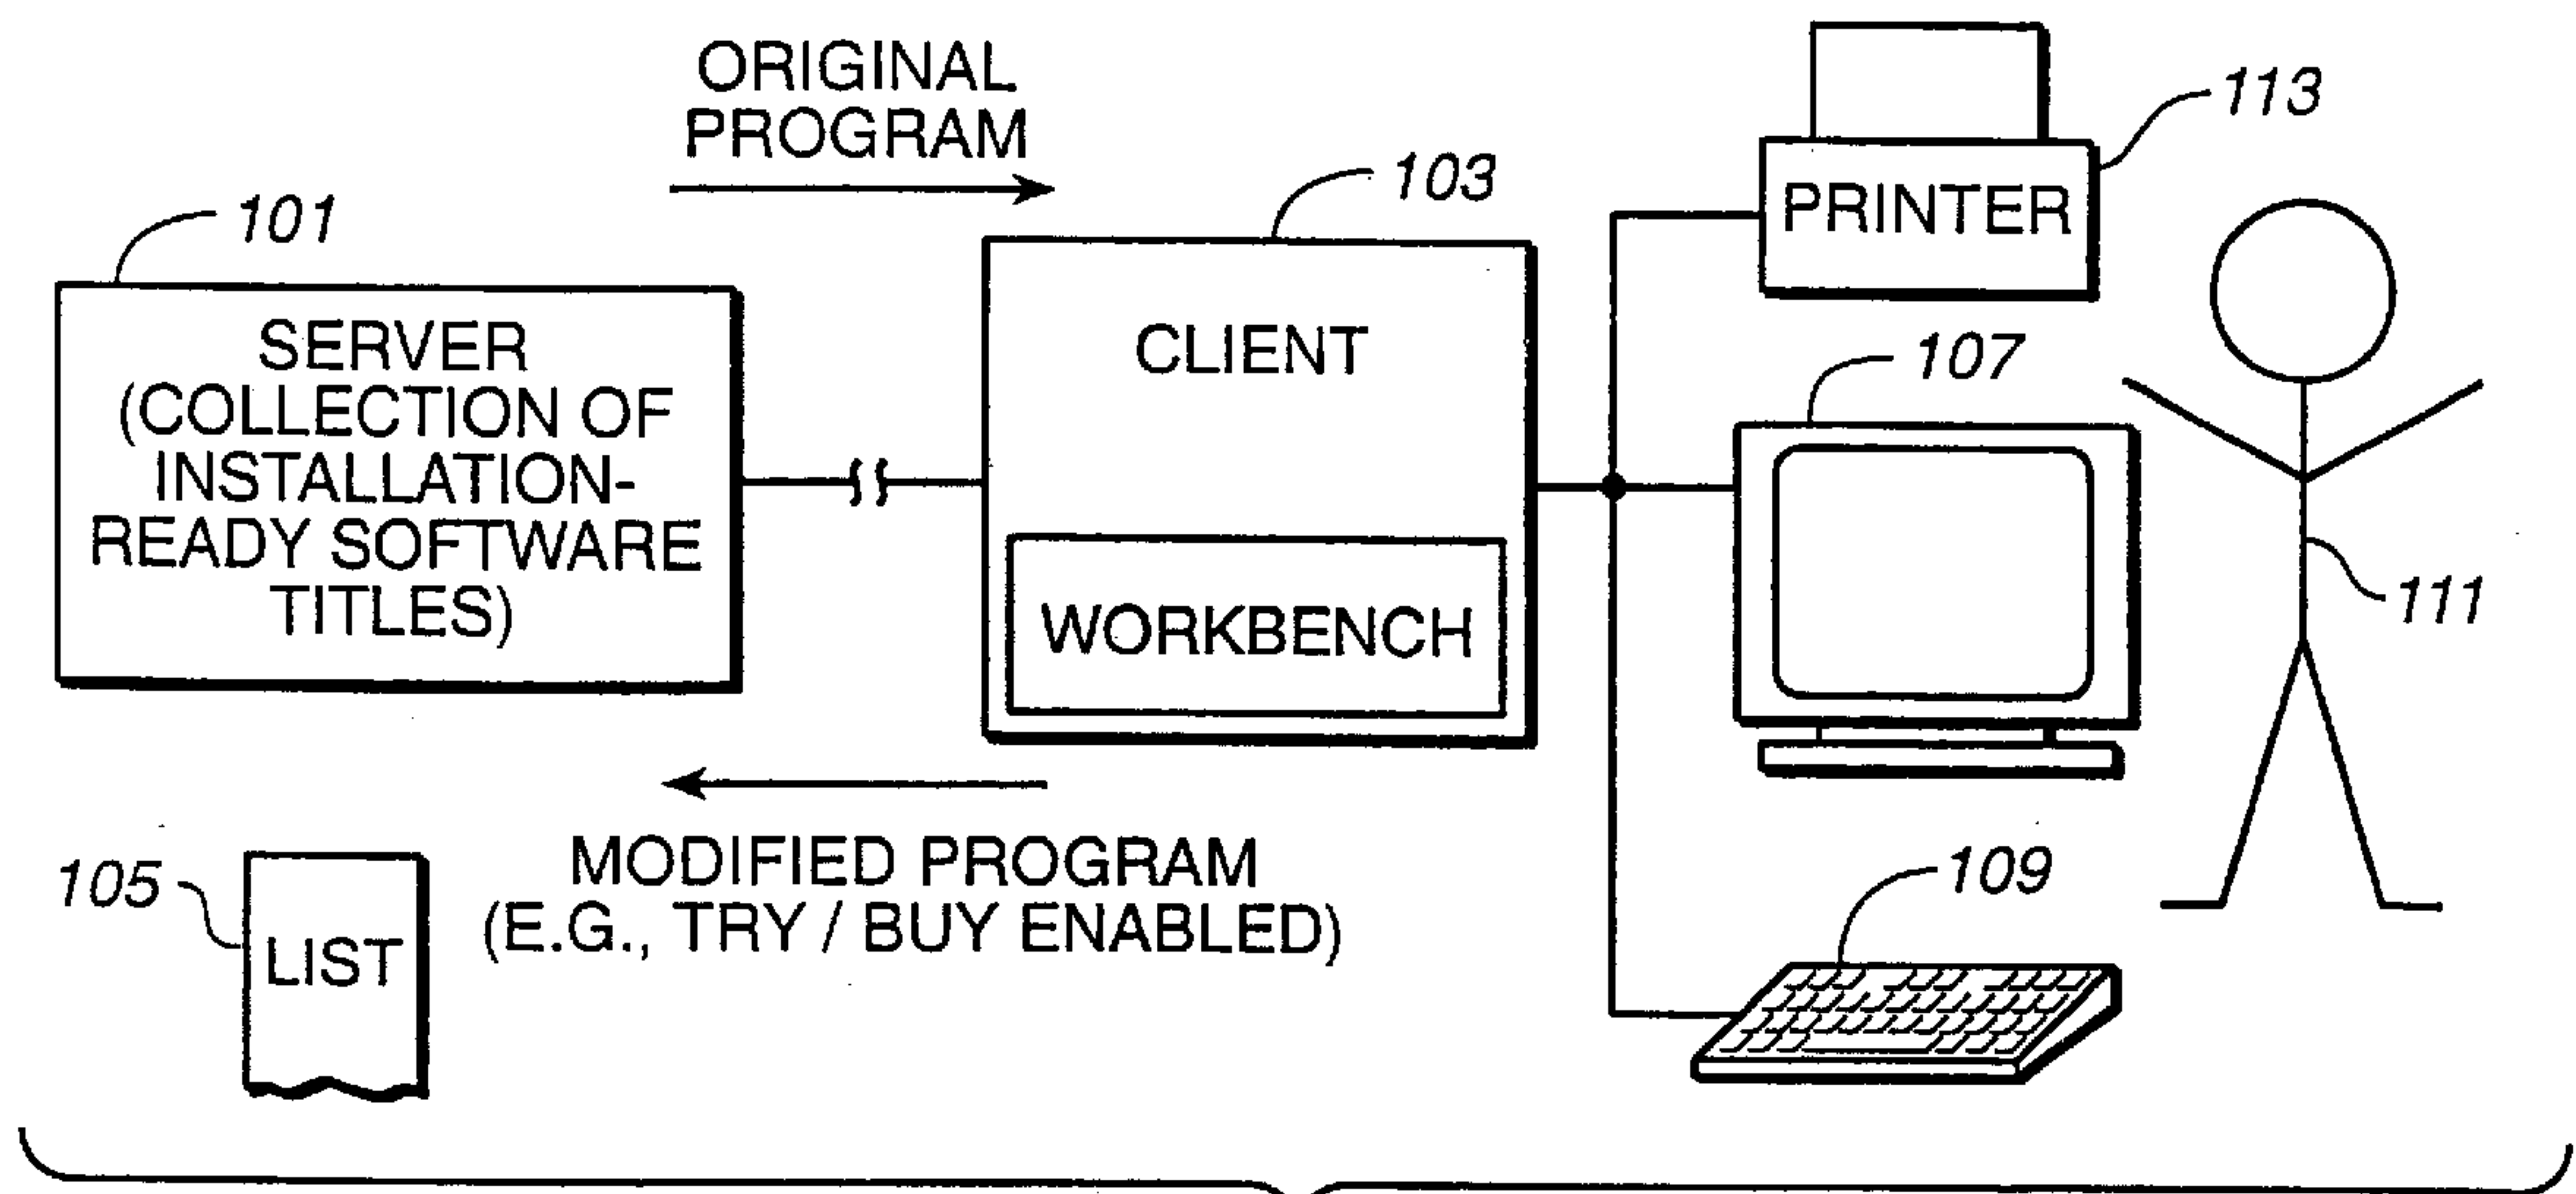 ORIGINAL
PROGRAM
113
103
PRINTER
101
SERVER
(COLLECTION OF
INSTALLATION-
READY SOFTWARE
TITLES)
CLIENT
107
WORKBENCH
111
MODIFIED PROGRAM
(E.G., TRY / BUY ENABLED)
105
LIST
109